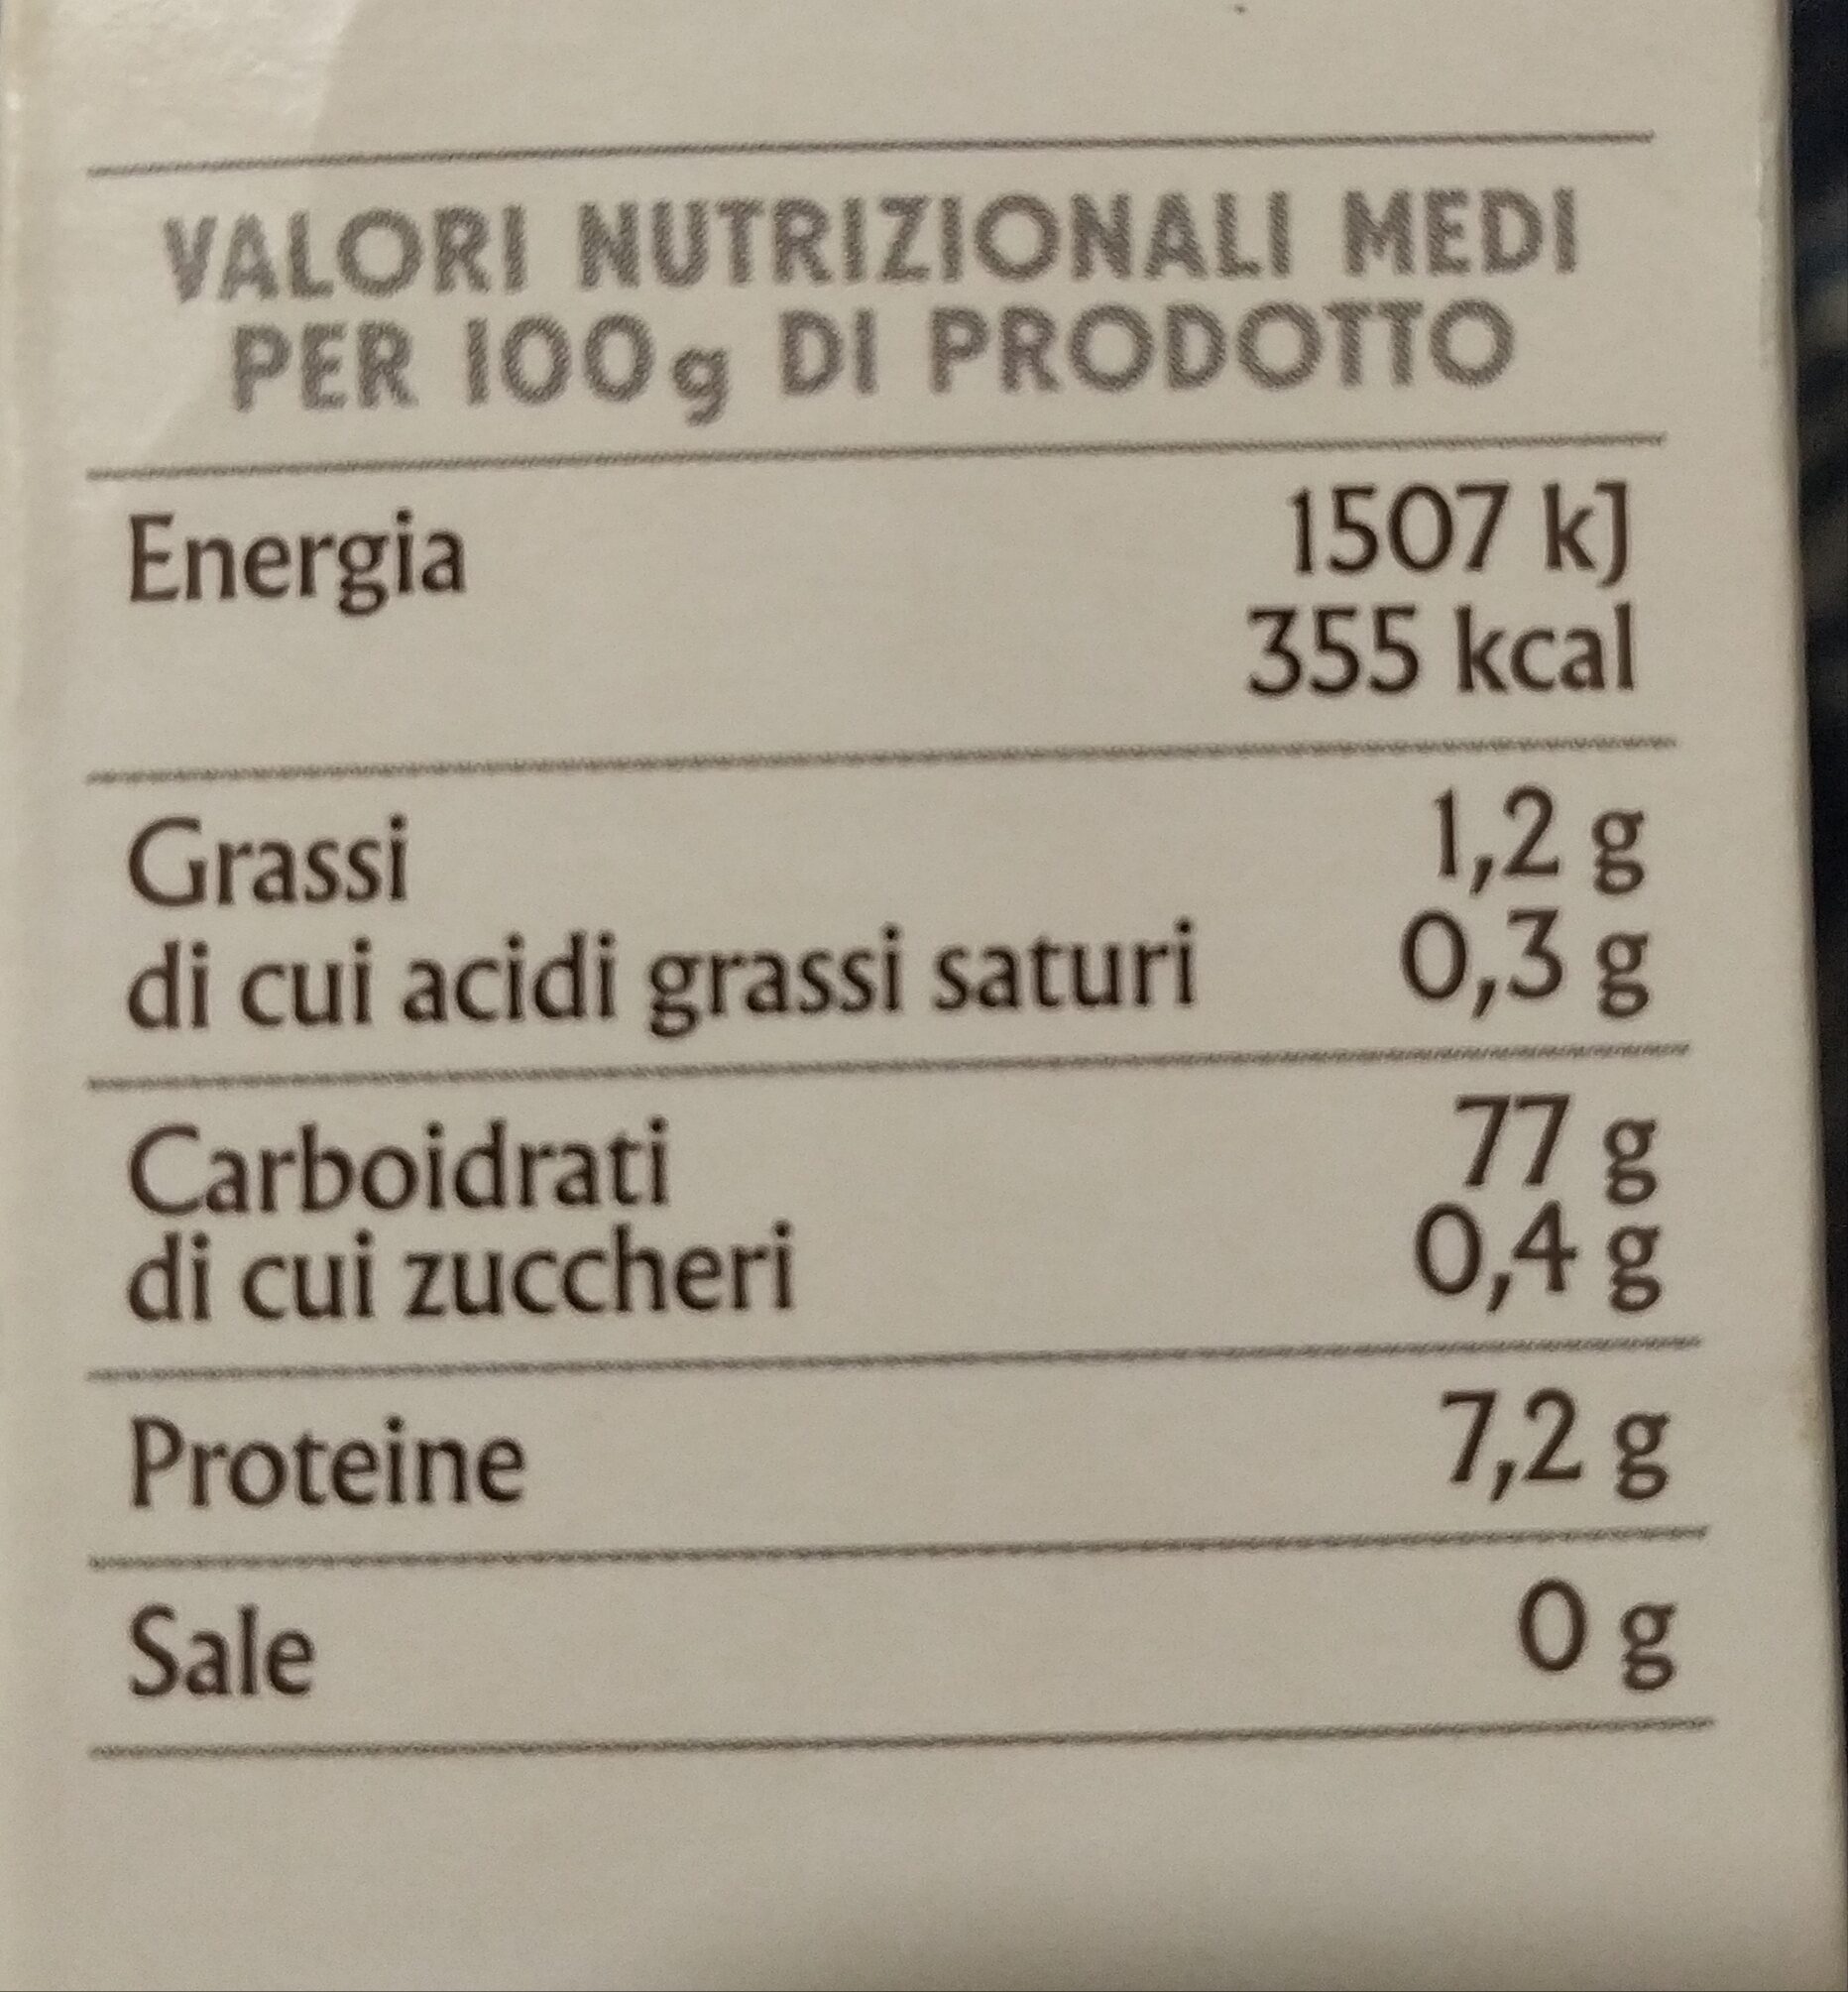 VALORI NUTRIZIONALI MEDI
PER 100g DI PRODOTTO
Energia 1507 kJ
355 kcal
Grassi 1,2 g
di cui acidi grassi saturi 0,3 g
Carboidrati 77 g
di cui zuccheri 0,4 g
Proteine 7,2 g
Sale 0 g